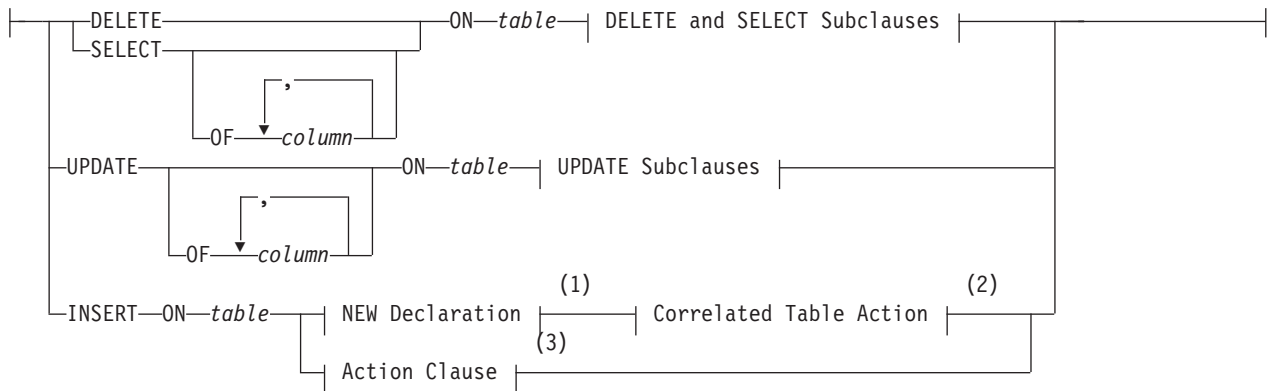 DELETE ON table DELETE and SELECT Subclauses
SELECT
,
OF column
UPDATE ON table UPDATE Subclauses
,
OF column
(1) (2)
INSERT ON table NEW Declaration Correlated Table Action
(3)
Action Clause